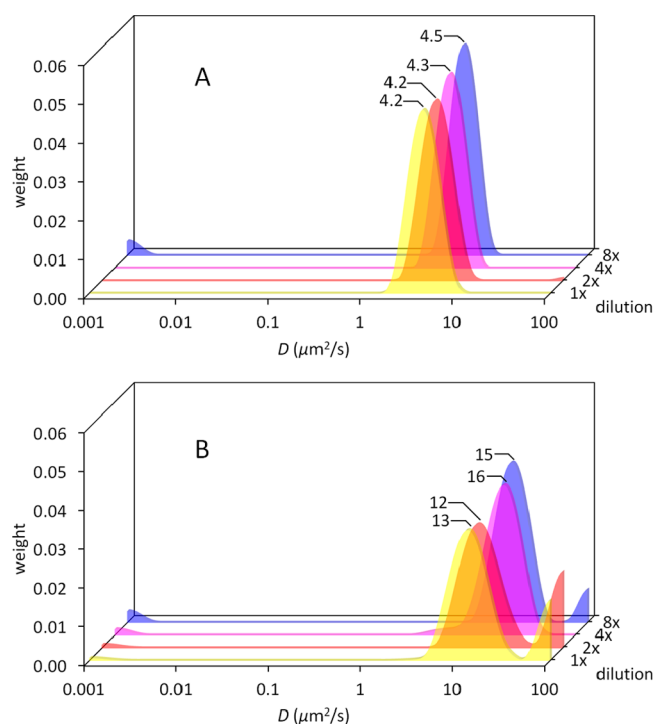 A
4.5
4.3
4.2
4.2
0.06
0.05
0.04
0.03
0.02
0.01
0.00
weight
8x
4x
2x
1x
dilution
0.001 0.01 0.1 1 10 100
D (μm²/s)
B
15
16
12
13
0.06
0.05
0.04
0.03
0.02
0.01
0.00
weight
8x
4x
2x
1x
dilution
0.001 0.01 0.1 1 10 100
D (μm²/s)